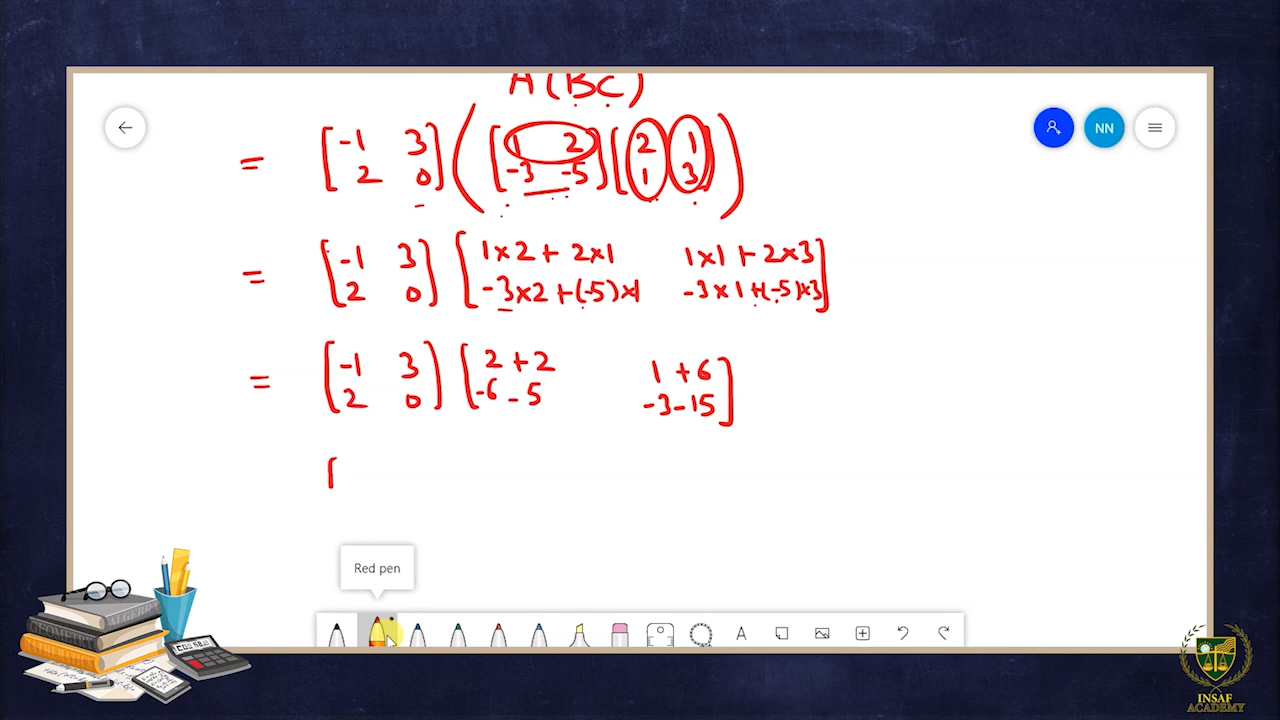 A(BC)
= [-1 3 ( [1 2 [2 1 )
2 0] -3 -5] 1 3]
= [-1 3 [1×2+ 2×1 1×1+2×3
2 0] -3×2+(-5)×1 -3×1+(-5)×3]
= [-1 3 [2+2 1+6
2 0] -6-5 -3-15]
[
NN
Red pen
A
ALGEBRA
GEOMETRY
INSAF
ACADEMY